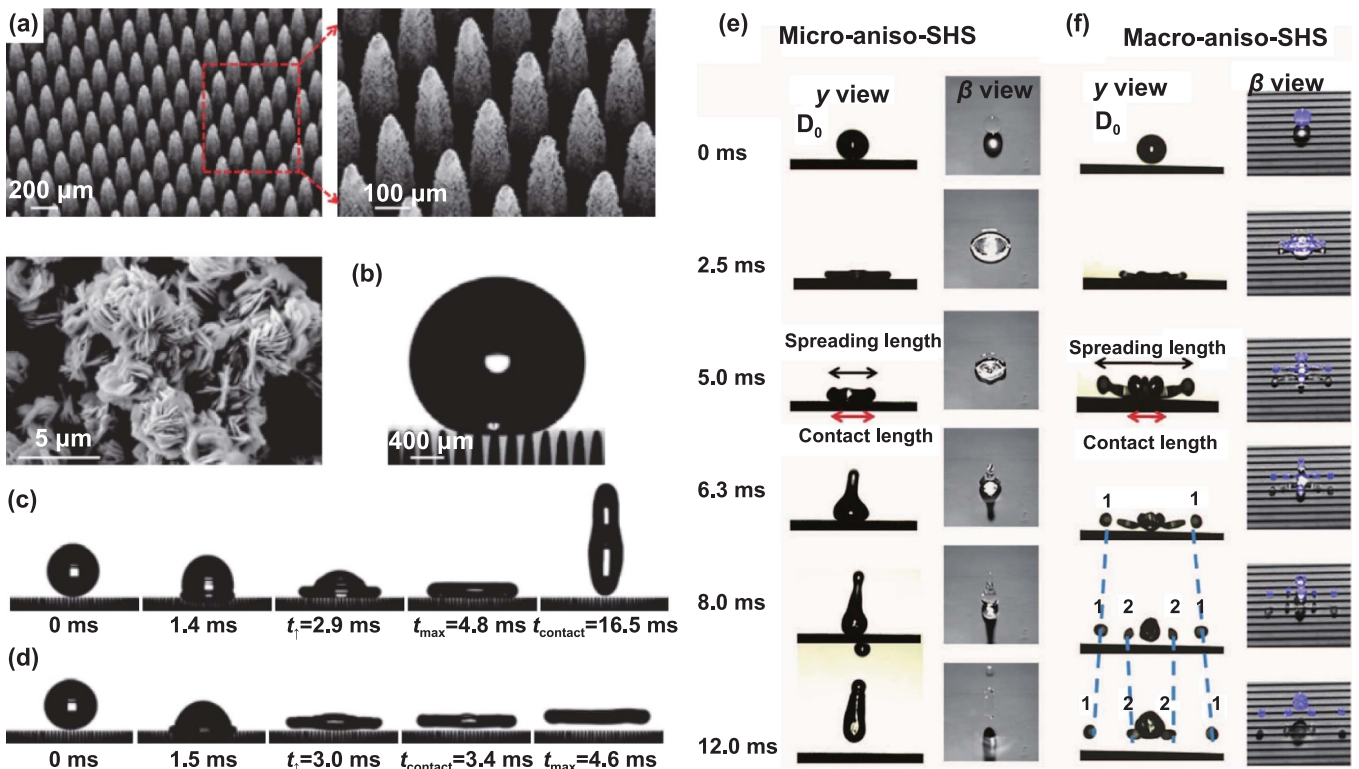 (a)
200 µm
100 µm
5 µm
(b)
400 µm
(c)
0 ms
1.4 ms
t↑=2.9 ms
tmax=4.8 ms
tcontact=16.5 ms
(d)
0 ms
1.5 ms
t↑=3.0 ms
tcontact=3.4 ms
tmax=4.6 ms
(e)
Micro-aniso-SHS
y view
β view
D0
0 ms
2.5 ms
Spreading length
5.0 ms
Contact length
6.3 ms
8.0 ms
12.0 ms
(f)
Macro-aniso-SHS
y view
β view
D0
Spreading length
Contact length
1 1
1 2 2 1
1 2 2 1